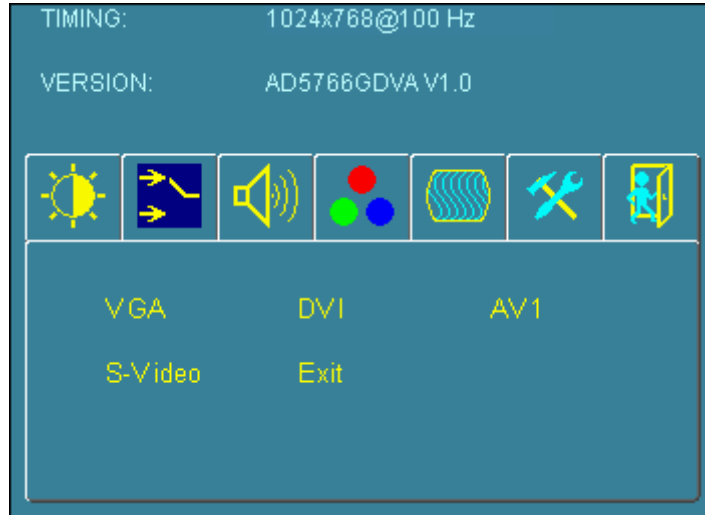 TIMING: 1024x768@100 Hz
VERSION: AD5766GDVA V1.0
VGA DVI AV1
S-Video Exit